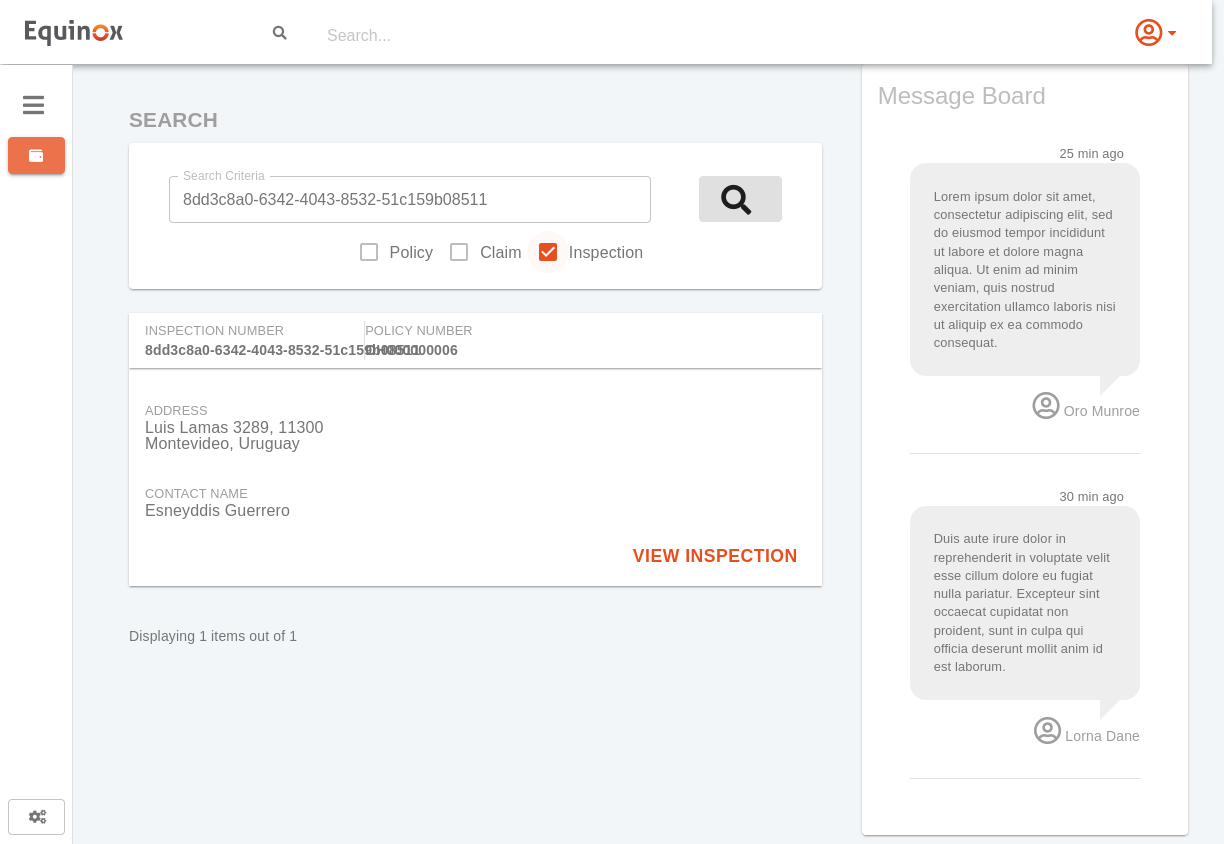 Equinox
Search...
SEARCH
Search Criteria
8dd3c8a0-6342-4043-8532-51c159b08511
Policy
Claim
Inspection
INSPECTION NUMBER
8dd3c8a0-6342-4043-8532-51c159b08511
POLICY NUMBER
ADDRESS
Luis Lamas 3289, 11300
Montevideo, Uruguay
CONTACT NAME
Esneyddis Guerrero
VIEW INSPECTION
Displaying 1 items out of 1
Message Board
25 min ago
Lorem ipsum dolor sit amet,
consectetur adipiscing elit, sed
do eiusmod tempor incididunt
ut labore et dolore magna
aliqua. Ut enim ad minim
veniam, quis nostrud
exercitation ullamco laboris nisi
ut aliquip ex ea commodo
consequat.
Oro Munroe
30 min ago
Duis aute irure dolor in
reprehenderit in voluptate velit
esse cillum dolore eu fugiat
nulla pariatur. Excepteur sint
occaecat cupidatat non
proident, sunt in culpa qui
officia deserunt mollit anim id
est laborum.
Lorna Dane